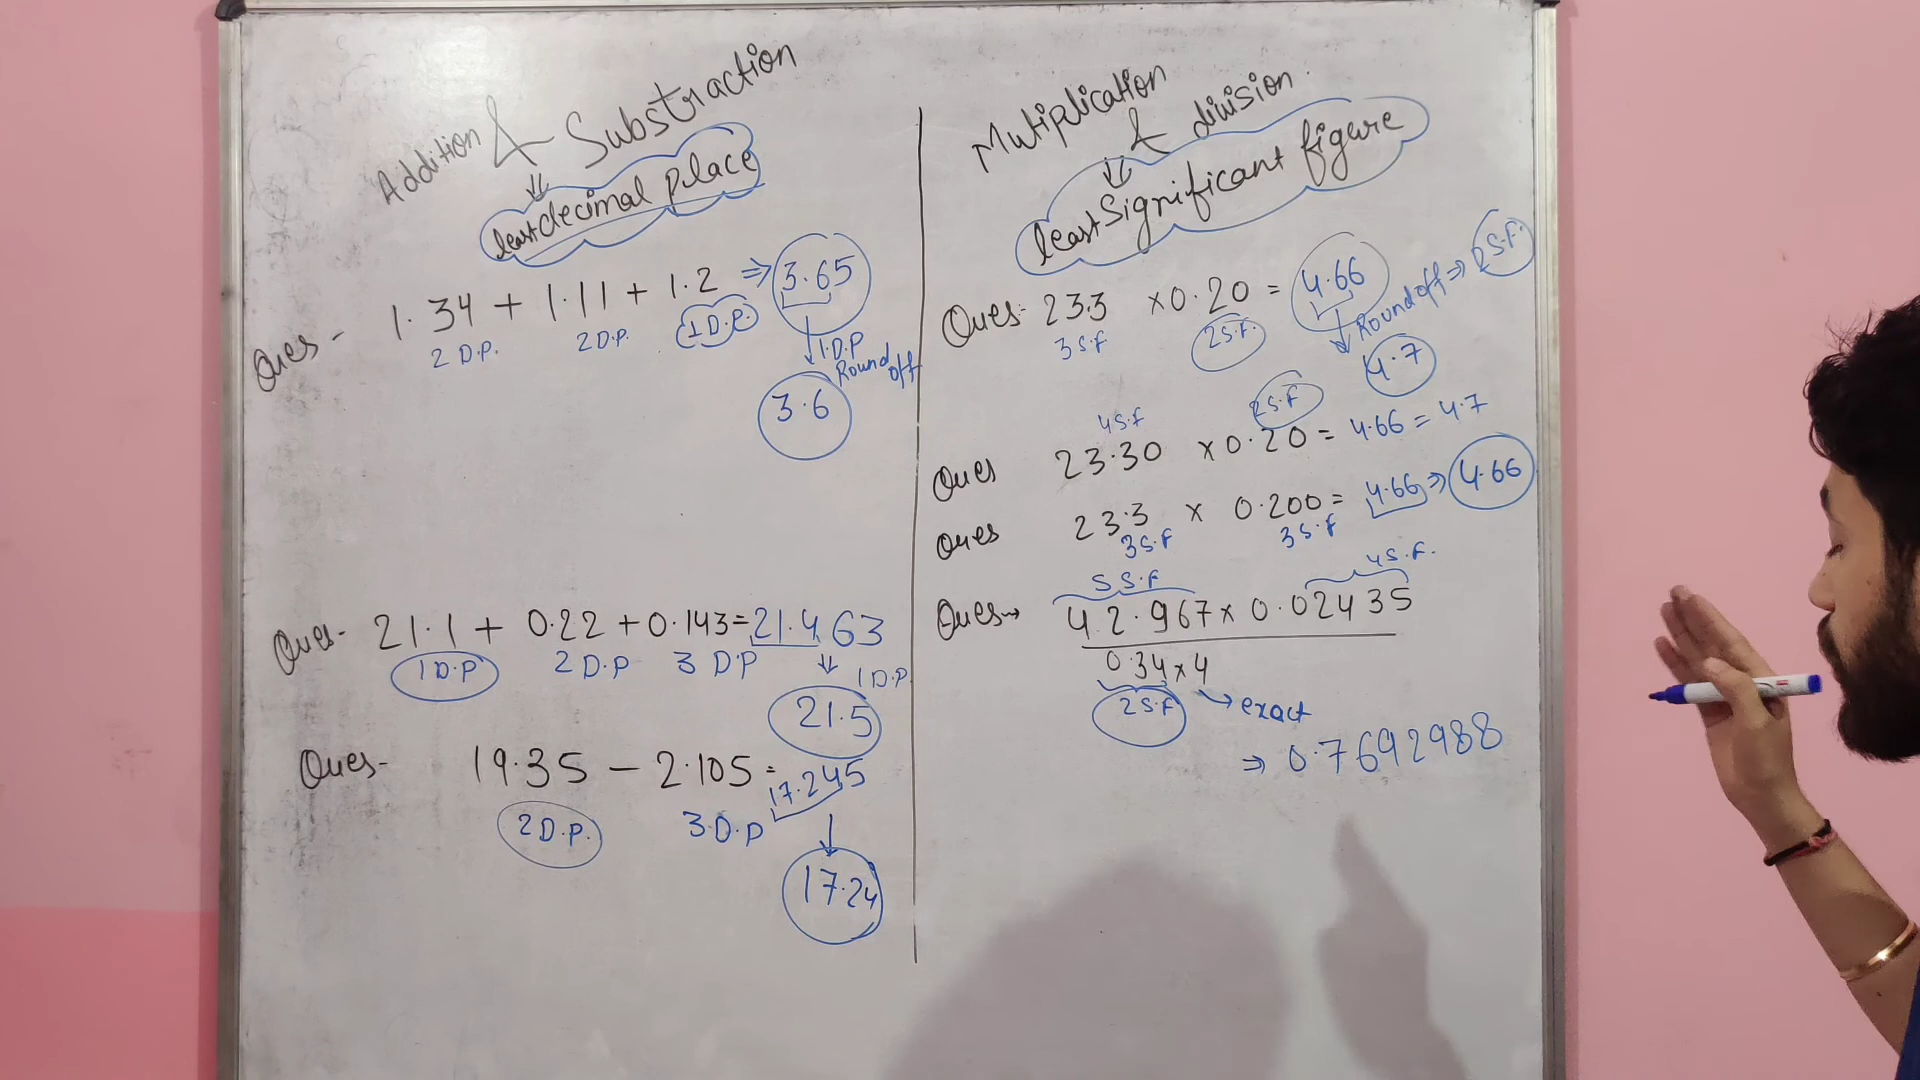 Addition & Substraction
⇓
least decimal place
Ques - 1.34 + 1.11 + 1.2 ⇒ 3.65
2 D.P. 2 D.P. 1 D.P.
↓ 1.D.P
Round off
3.6
Ques- 21.1 + 0.22 + 0.143 = 21.463
1 D.P 2 D.P 3 D.P
⇓ 1 D.P.
21.5
Ques- 19.35 - 2.105 = 17.245
2 D.P. 3.D.P
↓
17.24
Mutiplication & division
⇓
least Significant figure
Ques- 23.3 × 0.20 = 4.66
3 S.F 2 S.F.
Round off ⇒ 2 S.F.
4.7
4 S.F 2 S.F
Ques 23.30 × 0.20 = 4.66 = 4.7
Ques 23.3 × 0.200 = 4.66 ⇒ 4.66
3 S.F 3 S.F
5 S.F 4 S.F.
Ques→ 42.967 × 0.02435
0.34 × 4
2 S.F → exact
⇒ 0.7692988